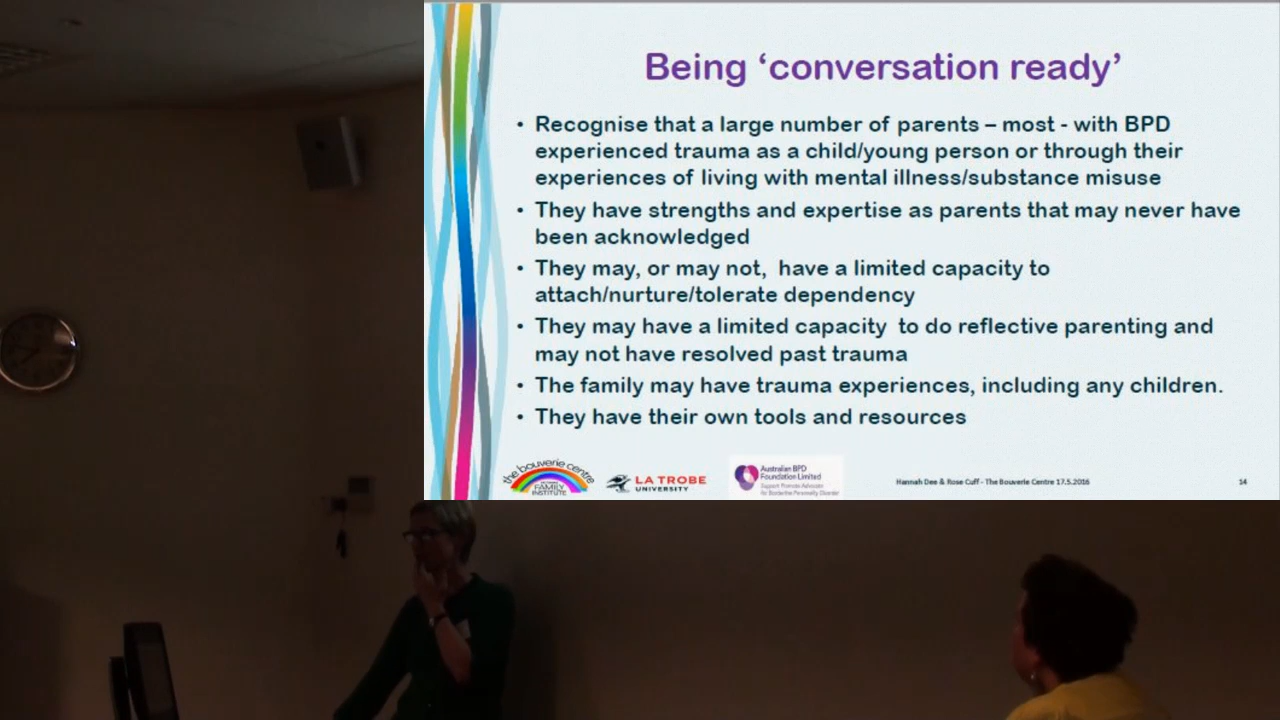 Being ‘conversation ready’
• Recognise that a large number of parents – most - with BPD
experienced trauma as a child/young person or through their
experiences of living with mental illness/substance misuse
• They have strengths and expertise as parents that may never have
been acknowledged
• They may, or may not,  have a limited capacity to
attach/nurture/tolerate dependency
• They may have a limited capacity  to do reflective parenting and
may not have resolved past trauma
• The family may have trauma experiences, including any children.
• They have their own tools and resources
the bouverie centre
FAMILY
INSTITUTE
LA TROBE
UNIVERSITY
Australian BPD
Foundation Limited
Support Promote Advocate
for Borderline Personality Disorder
Hannah Dee & Rose Cuff - The Bouverie Centre 17.5.2016
14